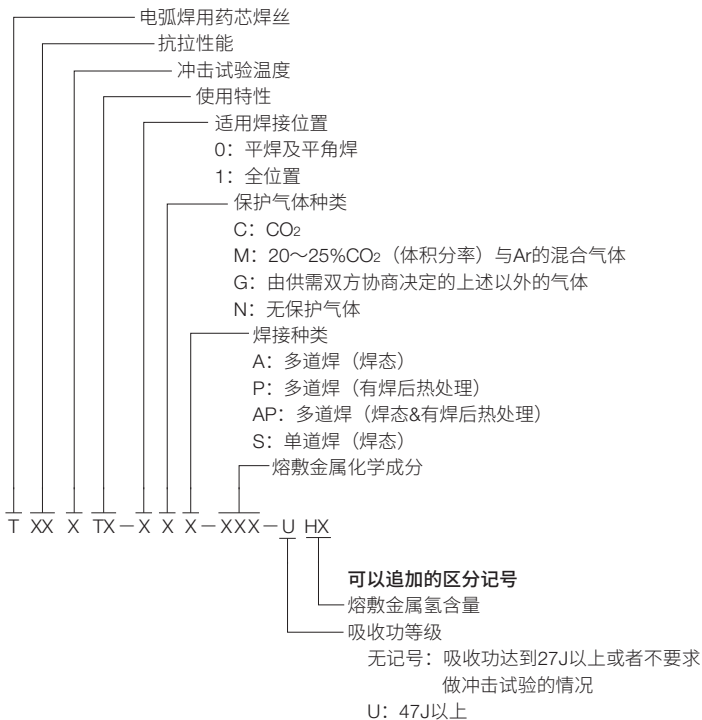 电弧焊用药芯焊丝
抗拉性能
冲击试验温度
使用特性
适用焊接位置
0：平焊及平角焊
1：全位置
保护气体种类
C：CO2
M：20～25%CO2（体积分率）与Ar的混合气体
G：由供需双方协商决定的上述以外的气体
N：无保护气体
焊接种类
A：多道焊（焊态）
P：多道焊（有焊后热处理）
AP：多道焊（焊态&有焊后热处理）
S：单道焊（焊态）
熔敷金属化学成分
T XX X TX－X X X－XXX－U HX
可以追加的区分记号
熔敷金属氢含量
吸收功等级
无记号：吸收功达到27J以上或者不要求
做冲击试验的情况
U：47J以上